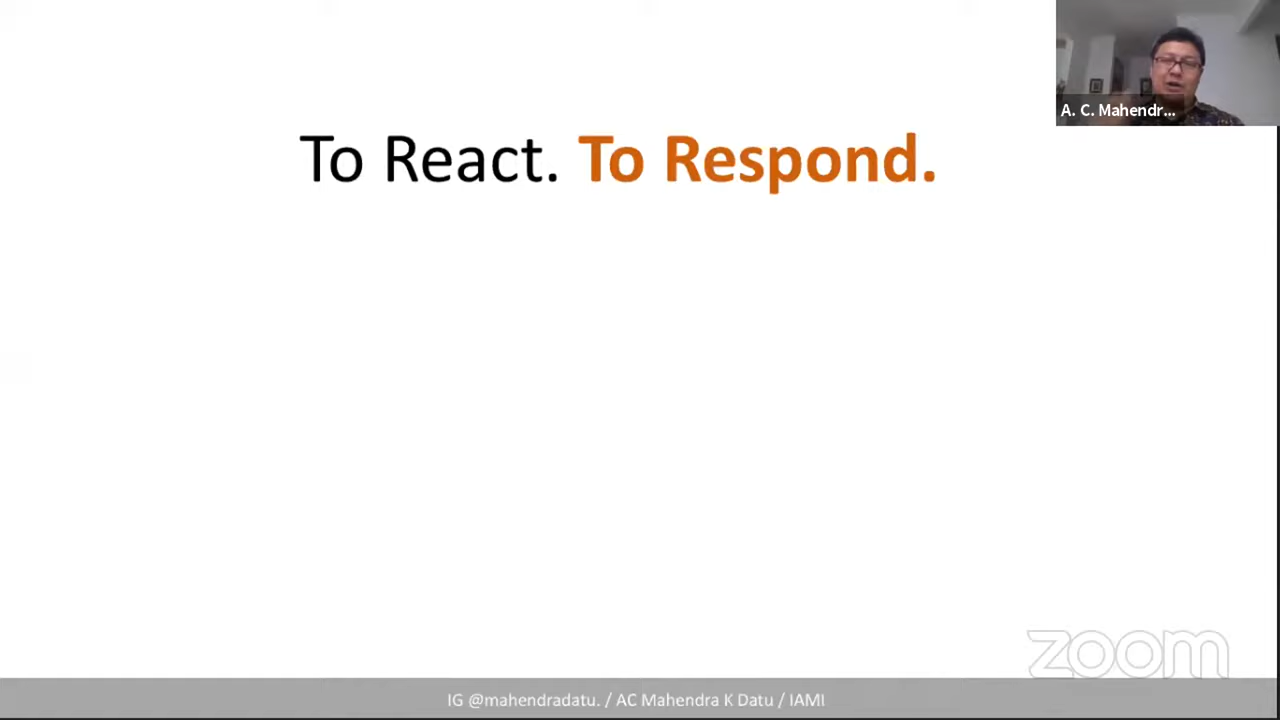 A. C. Mahendr...
To React. To Respond.
zoom
IG @mahendradatu. / AC Mahendra K Datu / IAMI